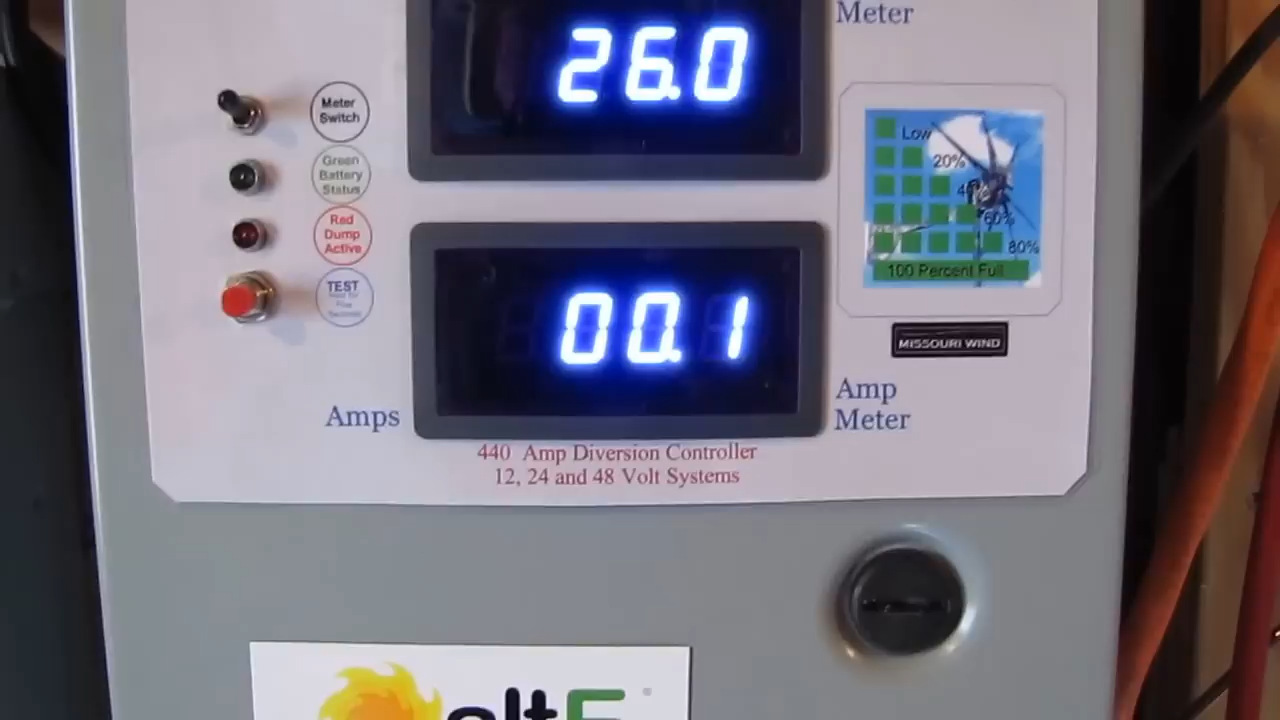 Meter
26.0
Meter
Switch
Green
Battery
Status
Red
Dump
Active
TEST
Low
20%
60%
80%
100 Percent Full
00.1
MISSOURI WIND
Amps
Amp
Meter
440 Amp Diversion Controller
12, 24 and 48 Volt Systems